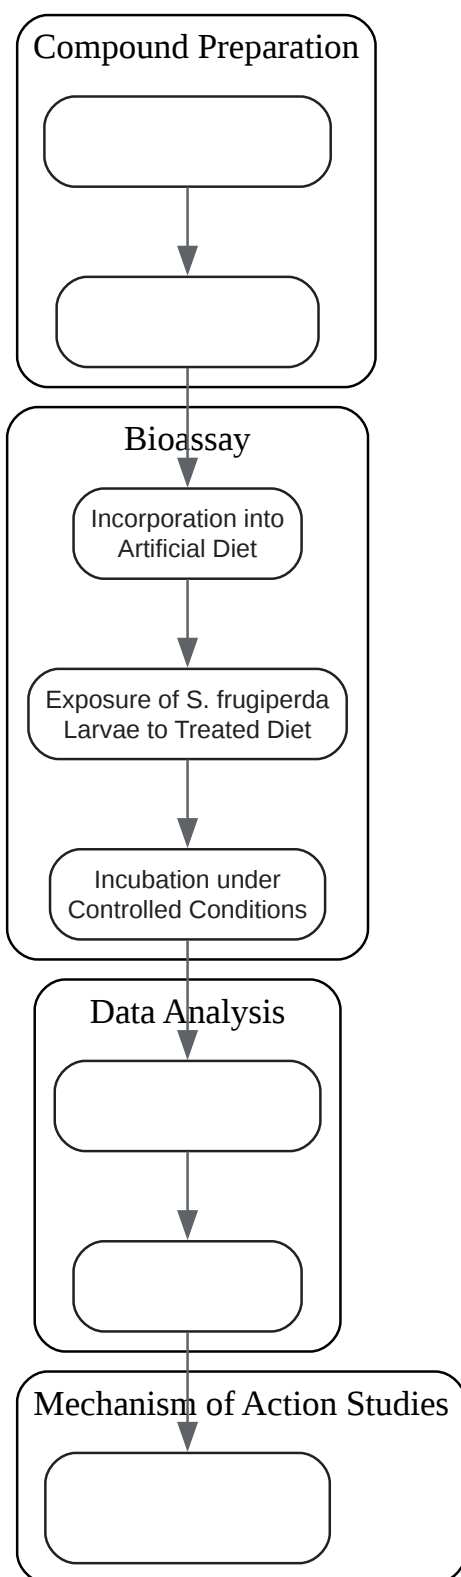 Compound Preparation
Bioassay
Incorporation into
Artificial Diet
Exposure of S. frugiperda
Larvae to Treated Diet
Incubation under
Controlled Conditions
Data Analysis
Mechanism of Action Studies